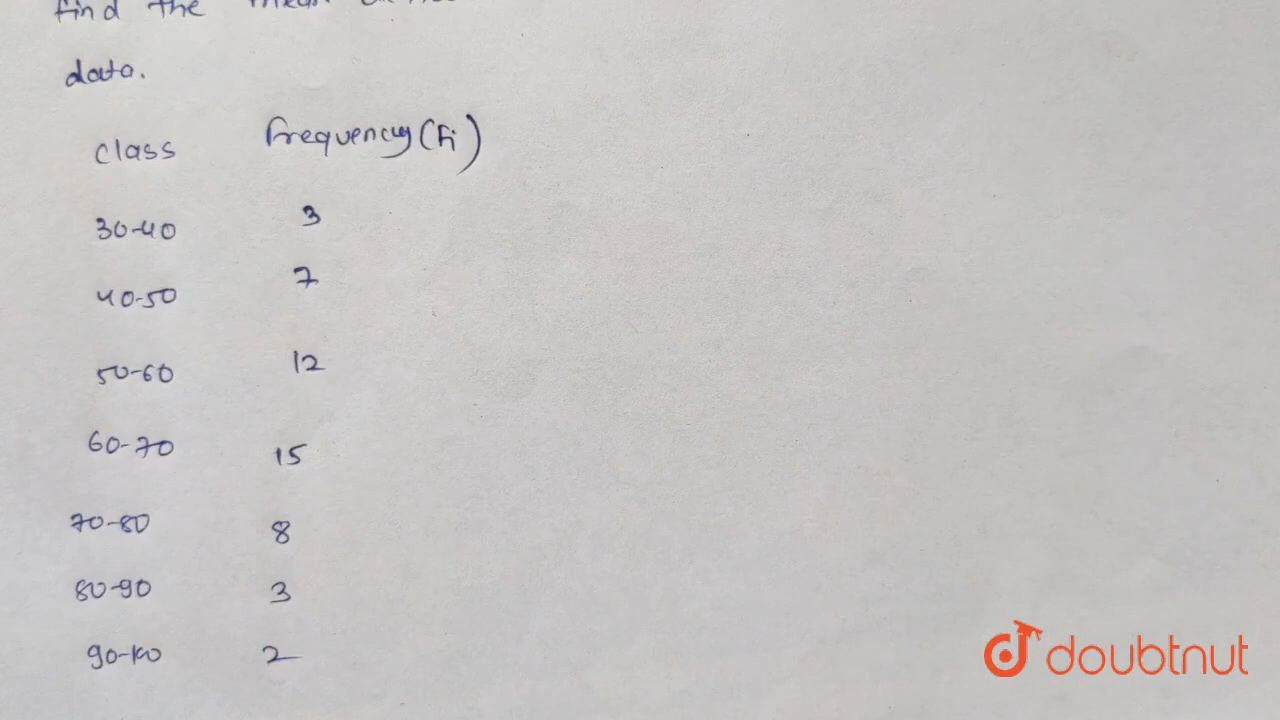 find the mean
data.
class Frequency (fi)
30-40 3
40-50 7
50-60 12
60-70 15
70-80 8
80-90 3
90-100 2
doubtnut